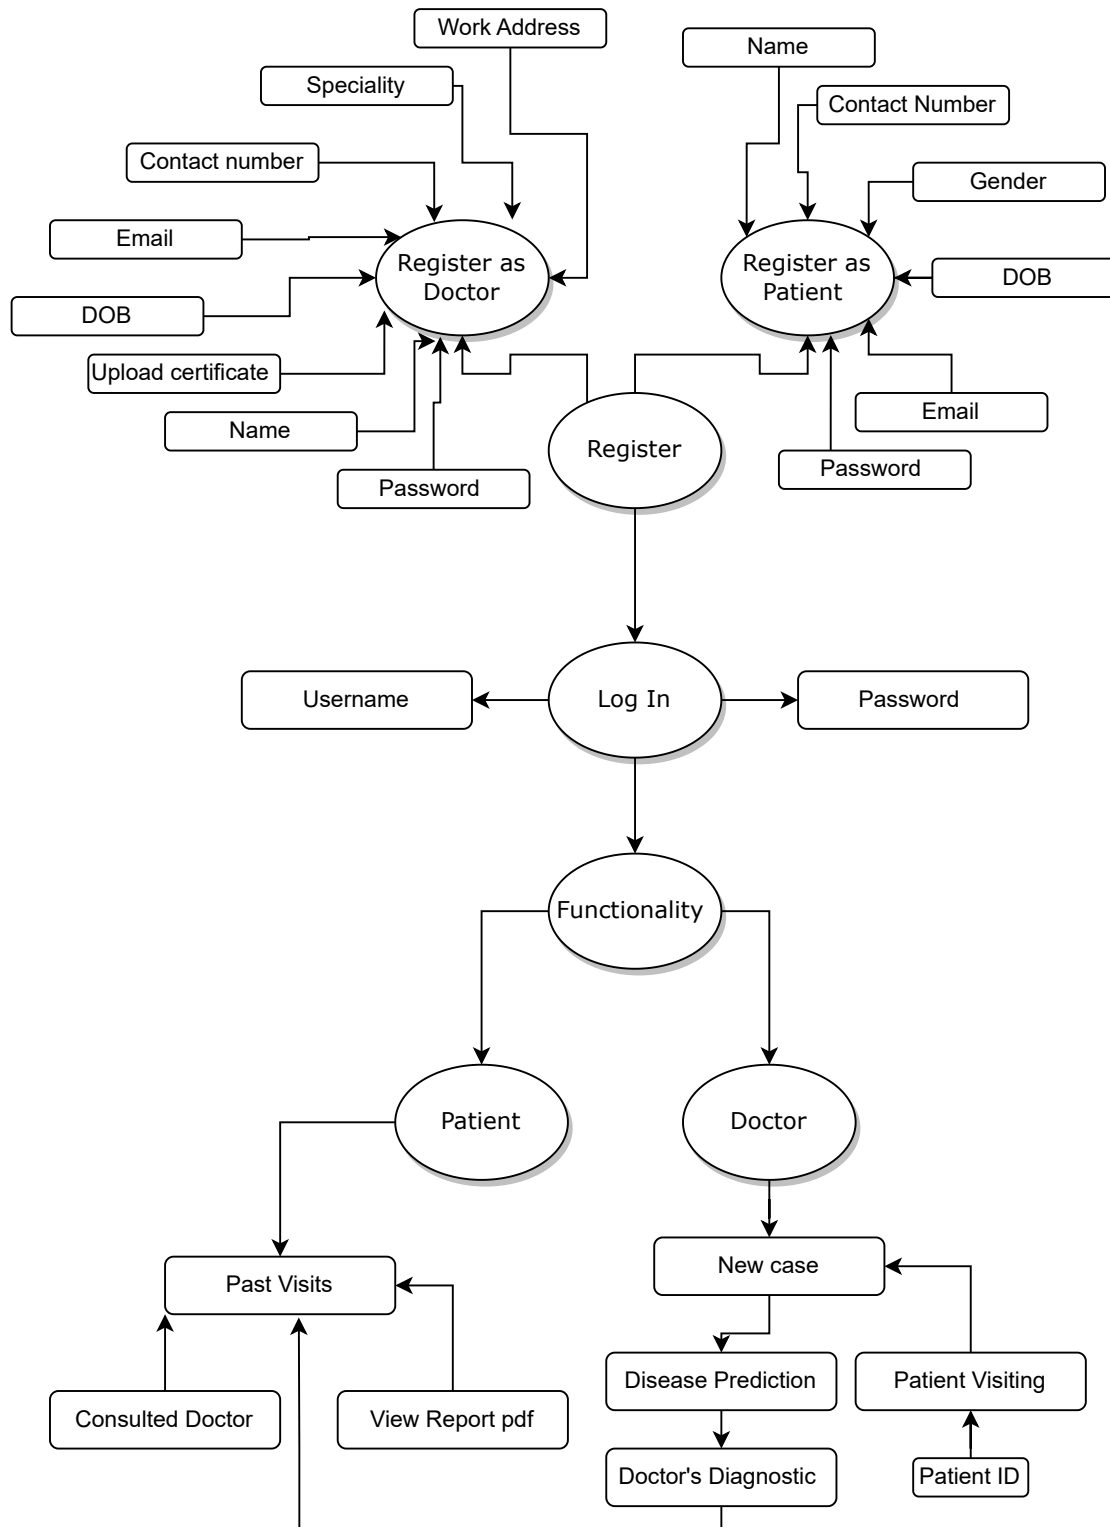 Work Address
Name
Speciality
Contact Number
Contact number
Gender
Email
Register as
Doctor
Register as
Patient
DOB
DOB
Upload certificate
Name
Email
Register
Password
Password
Username
Log In
Password
Functionality
Patient
Doctor
Past Visits
New case
Disease Prediction
Patient Visiting
Consulted Doctor
View Report pdf
Doctor's Diagnostic
Patient ID